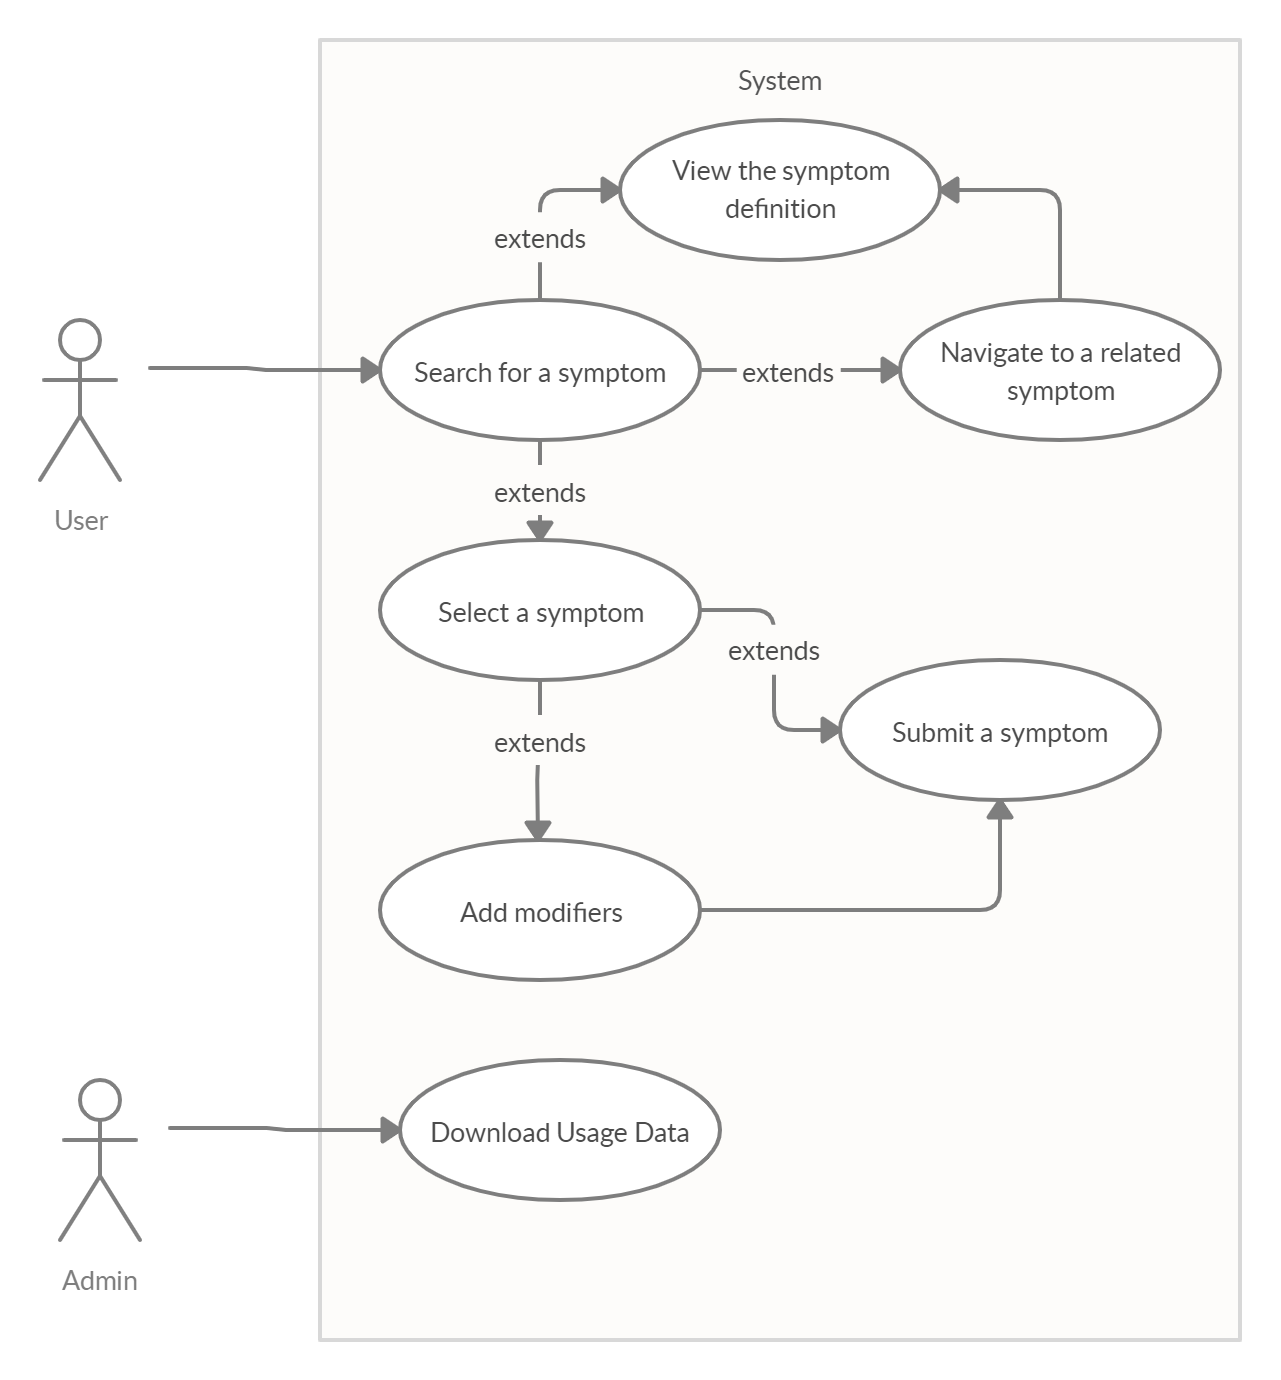 System
View the symptom
definition
extends
Search for a symptom
extends
Navigate to a related
symptom
User
extends
Select a symptom
extends
Submit a symptom
extends
Add modifiers
Download Usage Data
Admin